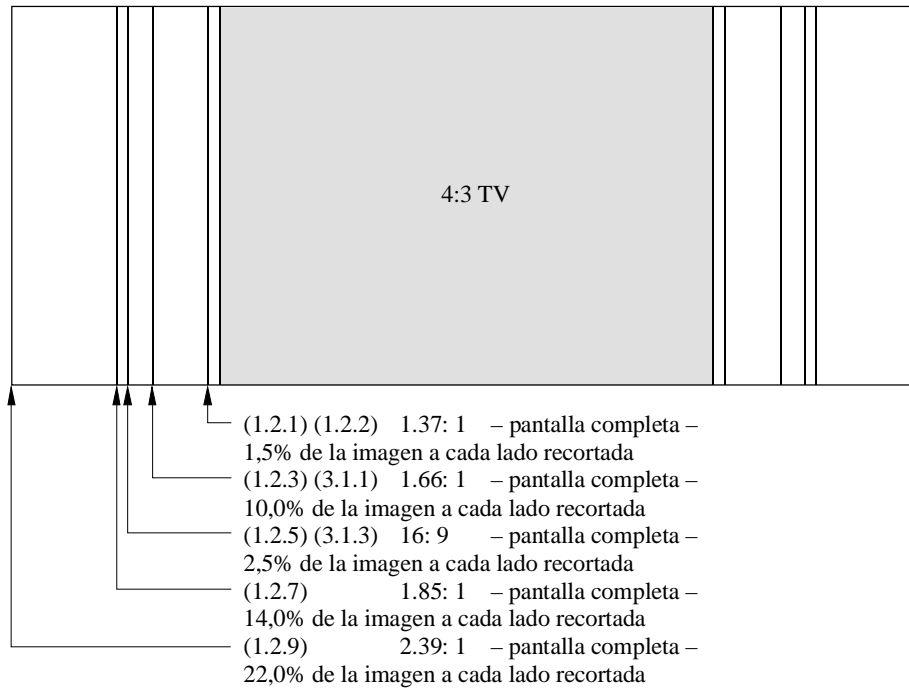 4:3 TV
(1.2.1) (1.2.2) 1.37: 1 – pantalla completa –
1,5% de la imagen a cada lado recortada
(1.2.3) (3.1.1) 1.66: 1 – pantalla completa –
10,0% de la imagen a cada lado recortada
(1.2.5) (3.1.3) 16: 9 – pantalla completa –
2,5% de la imagen a cada lado recortada
(1.2.7) 1.85: 1 – pantalla completa –
14,0% de la imagen a cada lado recortada
(1.2.9) 2.39: 1 – pantalla completa –
22,0% de la imagen a cada lado recortada